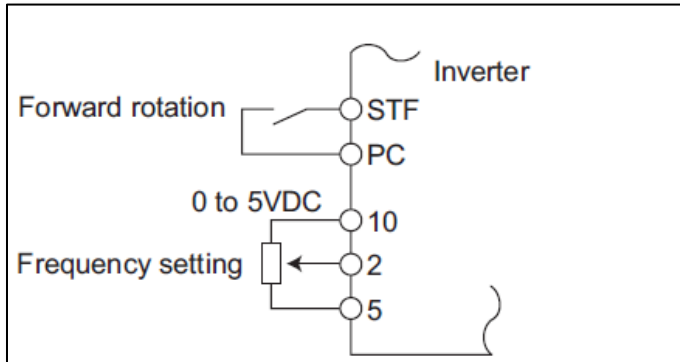 Inverter
Forward rotation
STF
PC
0 to 5VDC
10
Frequency setting
2
5